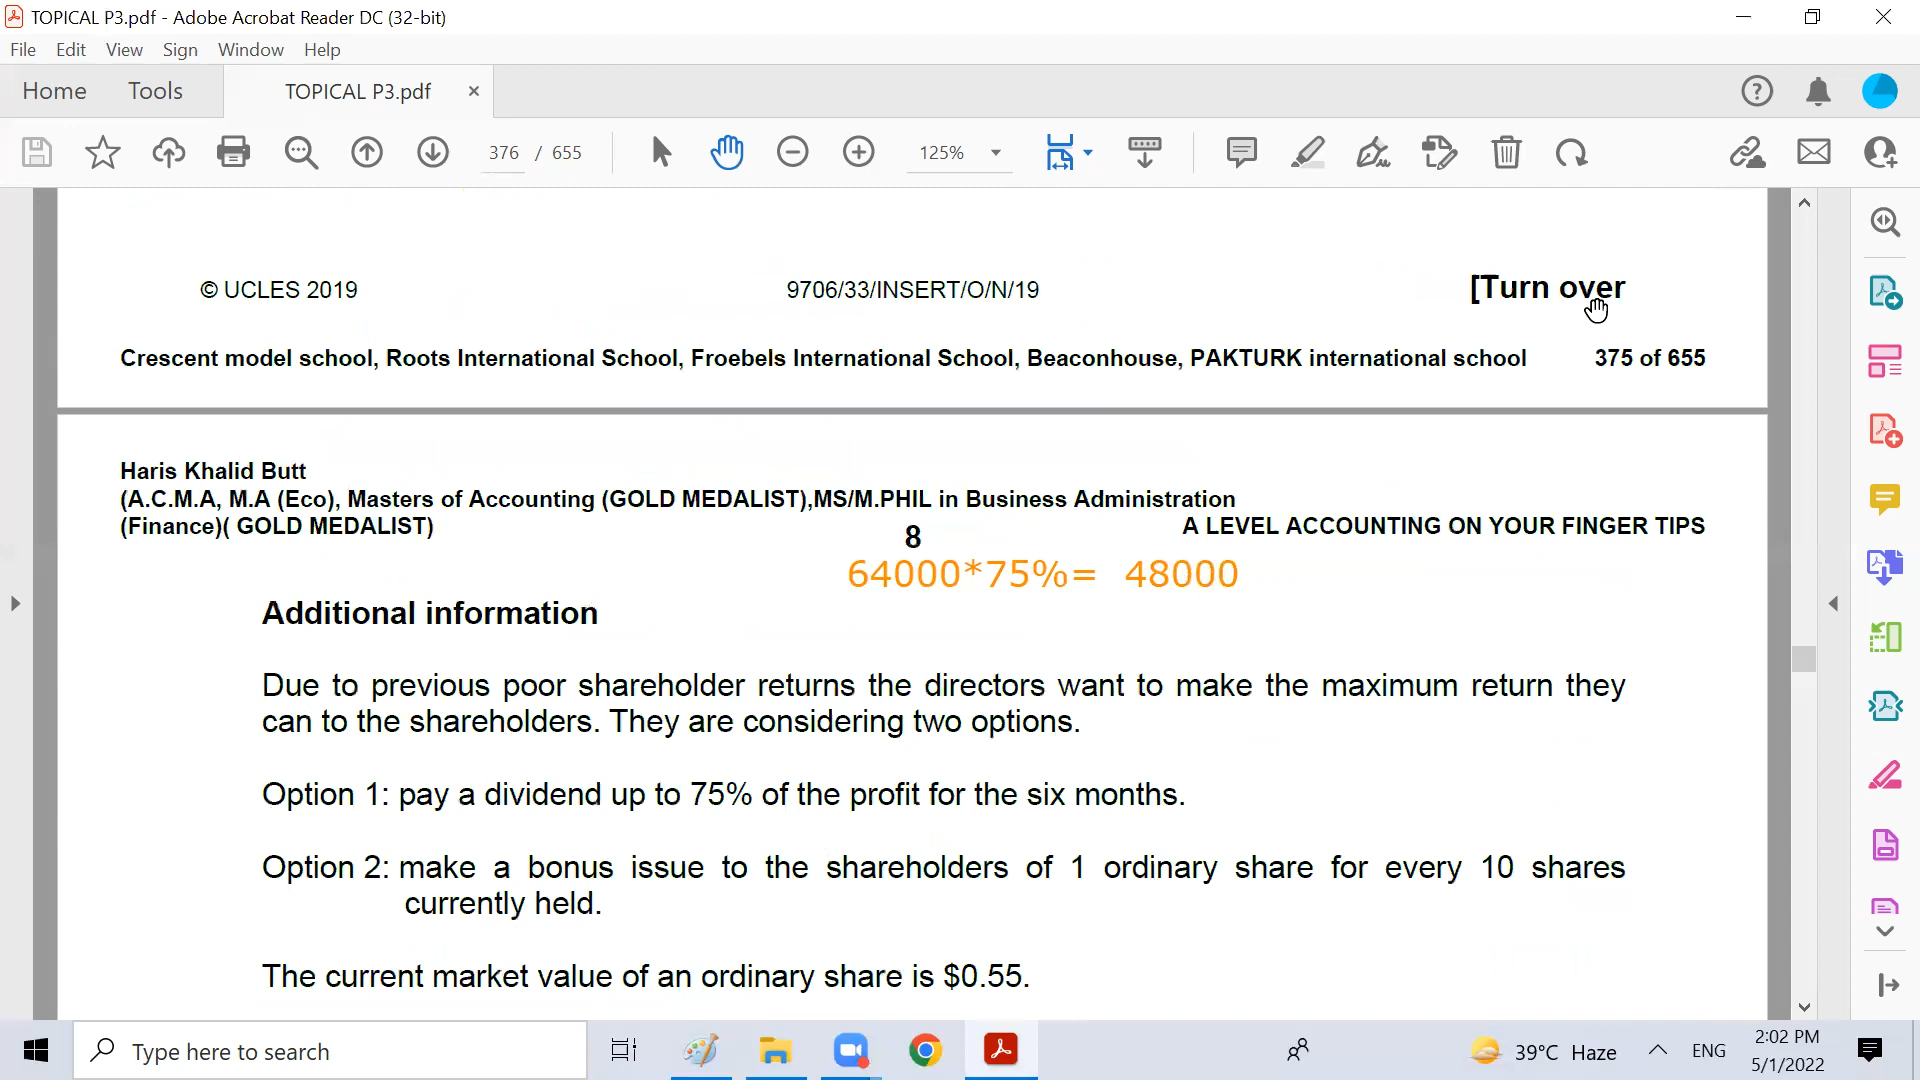 TOPICAL P3.pdf - Adobe Acrobat Reader DC (32-bit)
File Edit View Sign Window Help
Home Tools TOPICAL P3.pdf ×
376 / 655 125%
© UCLES 2019 9706/33/INSERT/O/N/19 [Turn over
Crescent model school, Roots International School, Froebels International School, Beaconhouse, PAKTURK international school 375 of 655
Haris Khalid Butt
(A.C.M.A, M.A (Eco), Masters of Accounting (GOLD MEDALIST),MS/M.PHIL in Business Administration
(Finance)( GOLD MEDALIST) A LEVEL ACCOUNTING ON YOUR FINGER TIPS
8
64000*75%= 48000
Additional information
Due to previous poor shareholder returns the directors want to make the maximum return they
can to the shareholders. They are considering two options.
Option 1: pay a dividend up to 75% of the profit for the six months.
Option 2: make a bonus issue to the shareholders of 1 ordinary share for every 10 shares
currently held.
The current market value of an ordinary share is $0.55.
Type here to search 39°C Haze ENG 2:02 PM
5/1/2022